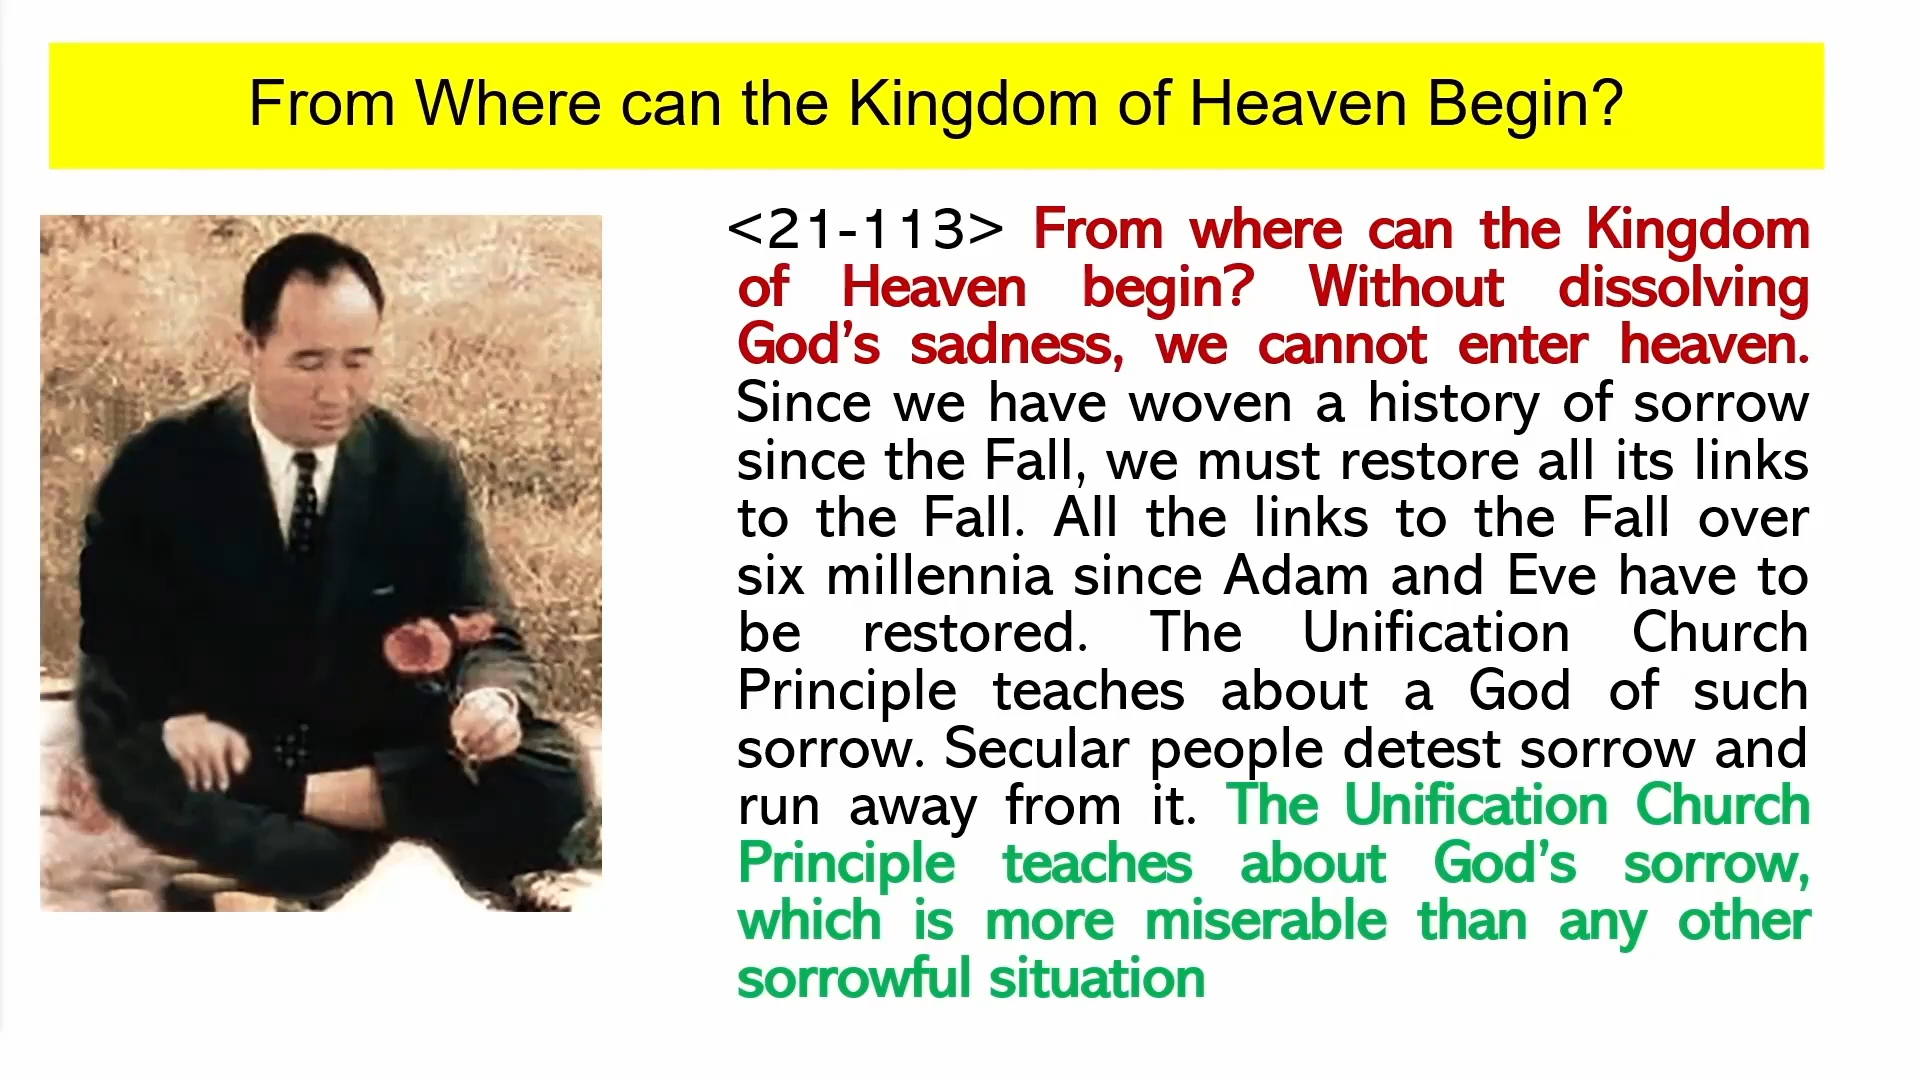 From Where can the Kingdom of Heaven Begin?
<21-113> From where can the Kingdom
of Heaven begin? Without dissolving
God’s sadness, we cannot enter heaven.
Since we have woven a history of sorrow
since the Fall, we must restore all its links
to the Fall. All the links to the Fall over
six millennia since Adam and Eve have to
be restored. The Unification Church
Principle teaches about a God of such
sorrow. Secular people detest sorrow and
run away from it. The Unification Church
Principle teaches about God’s sorrow,
which is more miserable than any other
sorrowful situation